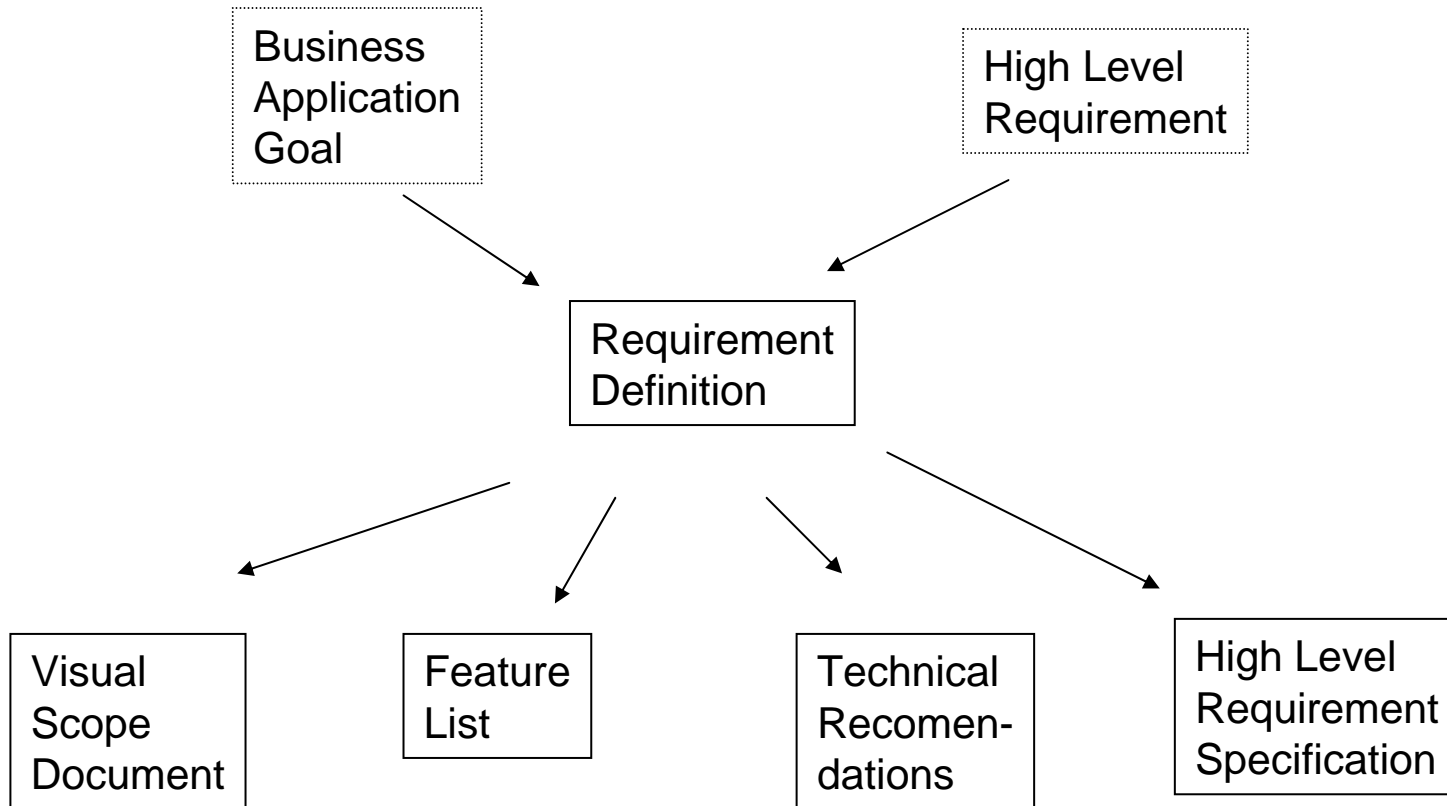 Business
Application
Goal
High Level
Requirement
Requirement
Definition
Visual
Scope
Document
Feature
List
Technical
Recomen-
dations
High Level
Requirement
Specification